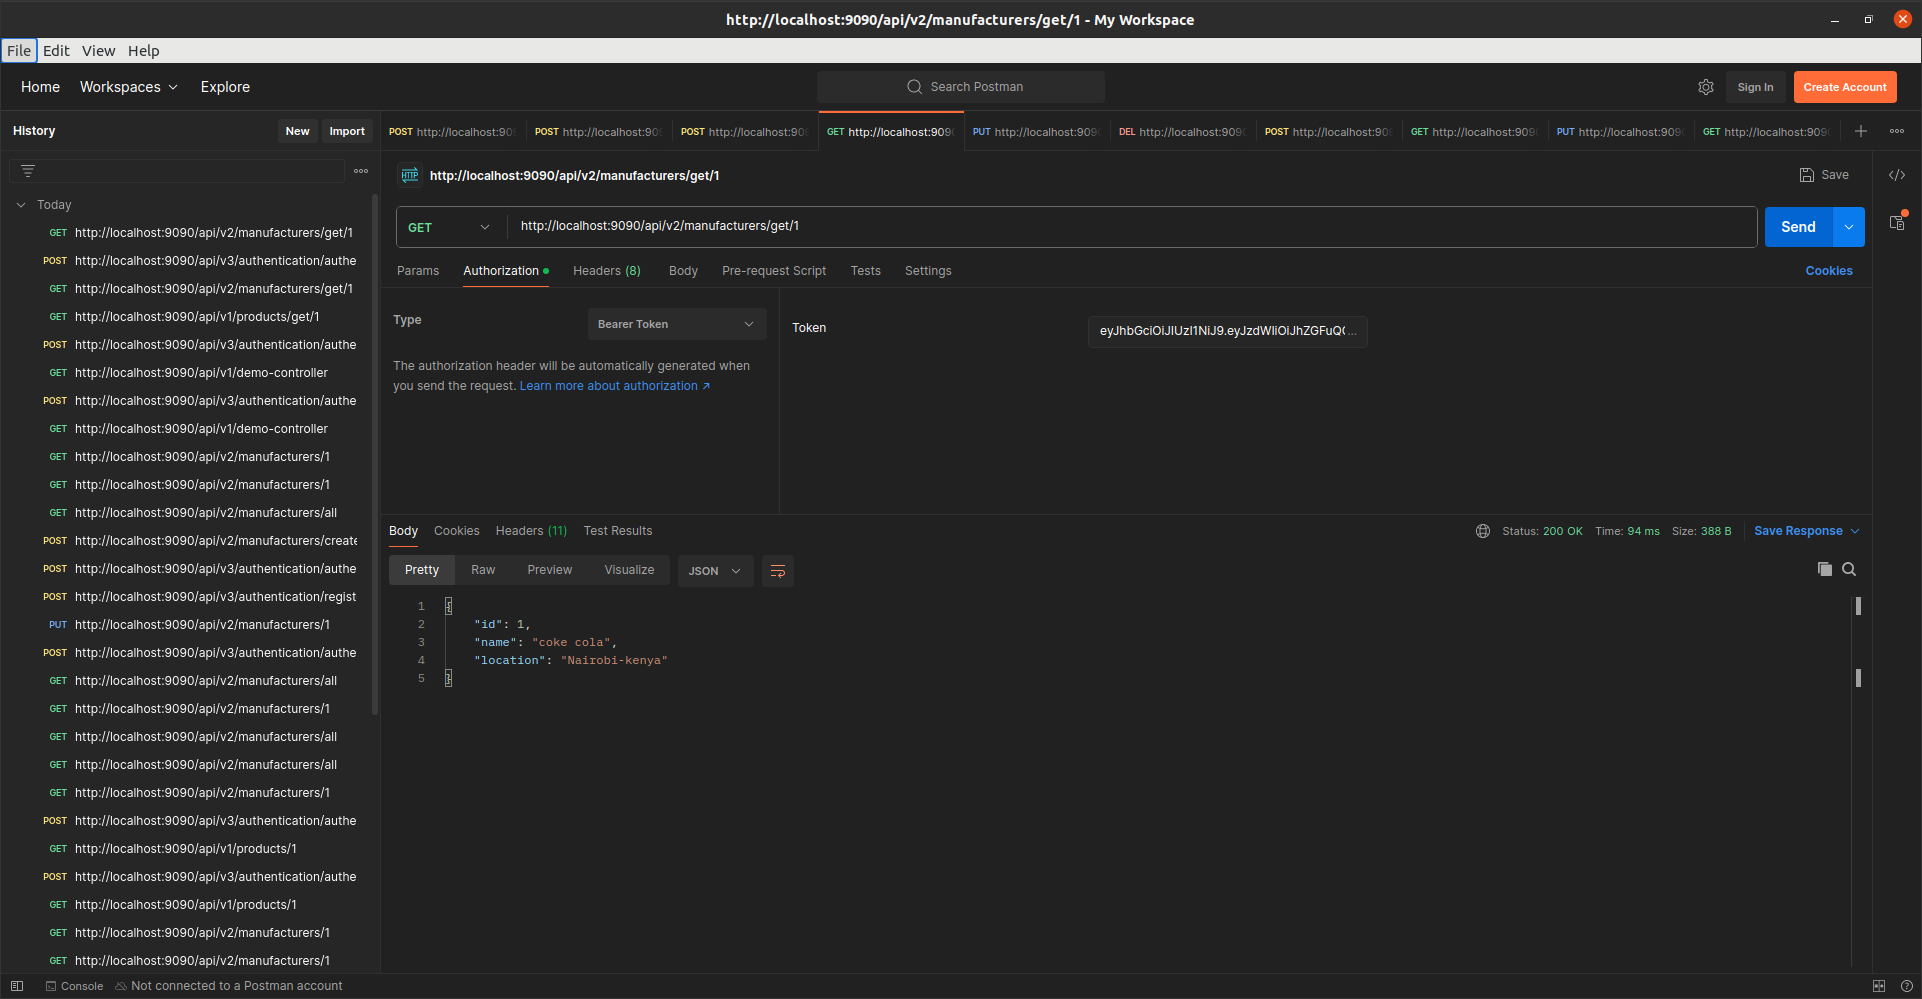 http://localhost:9090/api/v2/manufacturers/get/1 - My Workspace
File Edit View Help
Home Workspaces Explore
Search Postman
Sign In
Create Account
History
New
Import
POST http://localhost:90
POST http://localhost:90
POST http://localhost:90
GET http://localhost:909
PUT http://localhost:909
DEL http://localhost:909
POST http://localhost:90
GET http://localhost:909
PUT http://localhost:909
GET http://localhost:909
Today
GET http://localhost:9090/api/v2/manufacturers/get/1
POST http://localhost:9090/api/v3/authentication/authe
GET http://localhost:9090/api/v2/manufacturers/get/1
GET http://localhost:9090/api/v1/products/get/1
POST http://localhost:9090/api/v3/authentication/authe
GET http://localhost:9090/api/v1/demo-controller
POST http://localhost:9090/api/v3/authentication/authe
GET http://localhost:9090/api/v1/demo-controller
GET http://localhost:9090/api/v2/manufacturers/1
GET http://localhost:9090/api/v2/manufacturers/1
GET http://localhost:9090/api/v2/manufacturers/all
POST http://localhost:9090/api/v2/manufacturers/create
POST http://localhost:9090/api/v3/authentication/authe
POST http://localhost:9090/api/v3/authentication/regist
PUT http://localhost:9090/api/v2/manufacturers/1
POST http://localhost:9090/api/v3/authentication/authe
GET http://localhost:9090/api/v2/manufacturers/all
GET http://localhost:9090/api/v2/manufacturers/1
GET http://localhost:9090/api/v2/manufacturers/all
GET http://localhost:9090/api/v2/manufacturers/all
GET http://localhost:9090/api/v2/manufacturers/1
POST http://localhost:9090/api/v3/authentication/authe
GET http://localhost:9090/api/v1/products/1
POST http://localhost:9090/api/v3/authentication/authe
GET http://localhost:9090/api/v1/products/1
GET http://localhost:9090/api/v2/manufacturers/1
GET http://localhost:9090/api/v2/manufacturers/1
HTTP http://localhost:9090/api/v2/manufacturers/get/1
Save
GET http://localhost:9090/api/v2/manufacturers/get/1
Send
Params Authorization Headers (8) Body Pre-request Script Tests Settings
Cookies
Type
Bearer Token
The authorization header will be automatically generated when
you send the request. Learn more about authorization ↗
Token
eyJhbGciOiJIUzI1NiJ9.eyJzdWIiOiJhZGFuQG...
Body Cookies Headers (11) Test Results
Status: 200 OK Time: 94 ms Size: 388 B
Save Response
Pretty Raw Preview Visualize
JSON
1 {
2 "id": 1,
3 "name": "coke cola",
4 "location": "Nairobi-kenya"
5 }
Console
Not connected to a Postman account